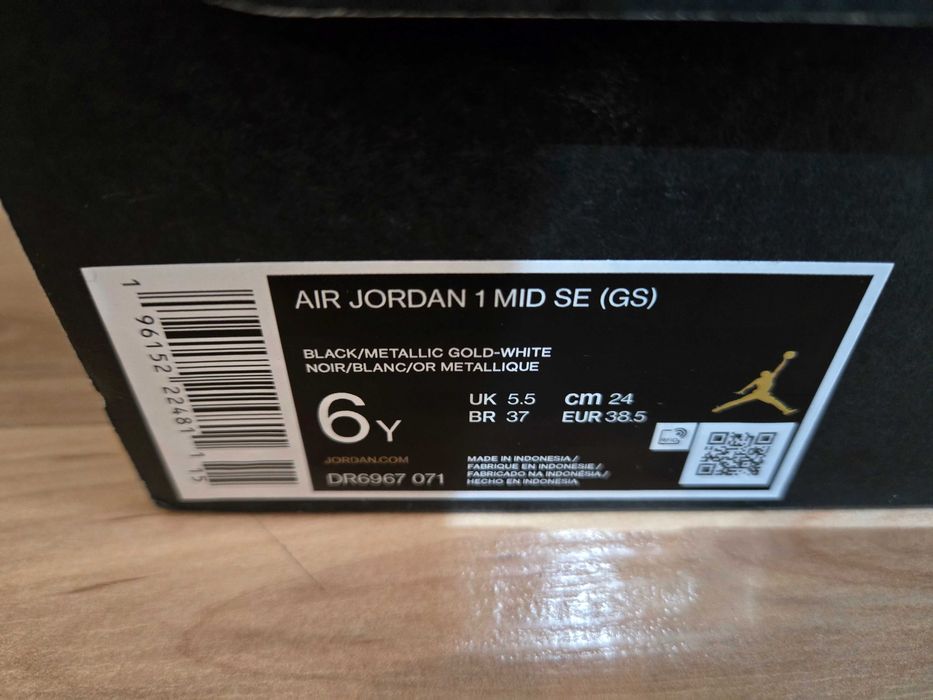 AIR JORDAN 1 MID SE (GS)
BLACK/METALLIC GOLD-WHITE
NOIR/BLANC/OR METALLIQUE
6Y
UK 5.5 cm 24
BR 37 EUR 38.5
JORDAN.COM
DR6967 071
MADE IN INDONESIA /
FABRIQUE EN INDONESIE /
FABRICADO NA INDONÉSIA /
HECHO EN INDONESIA
RFID
1 96152 22481 1 5